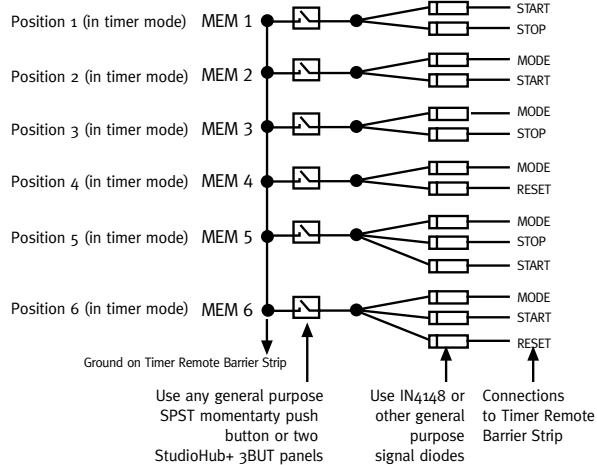 START
Position 1 (in timer mode) MEM 1
STOP
MODE
Position 2 (in timer mode) MEM 2
START
MODE
Position 3 (in timer mode) MEM 3
STOP
MODE
Position 4 (in timer mode) MEM 4
RESET
MODE
Position 5 (in timer mode) MEM 5
STOP
START
MODE
Position 6 (in timer mode) MEM 6
START
RESET
Ground on Timer Remote Barrier Strip
Use any general purpose
SPST momentarty push
button or two
StudioHub+ 3BUT panels
Use IN4148 or
other general
purpose
signal diodes
Connections
to Timer Remote
Barrier Strip